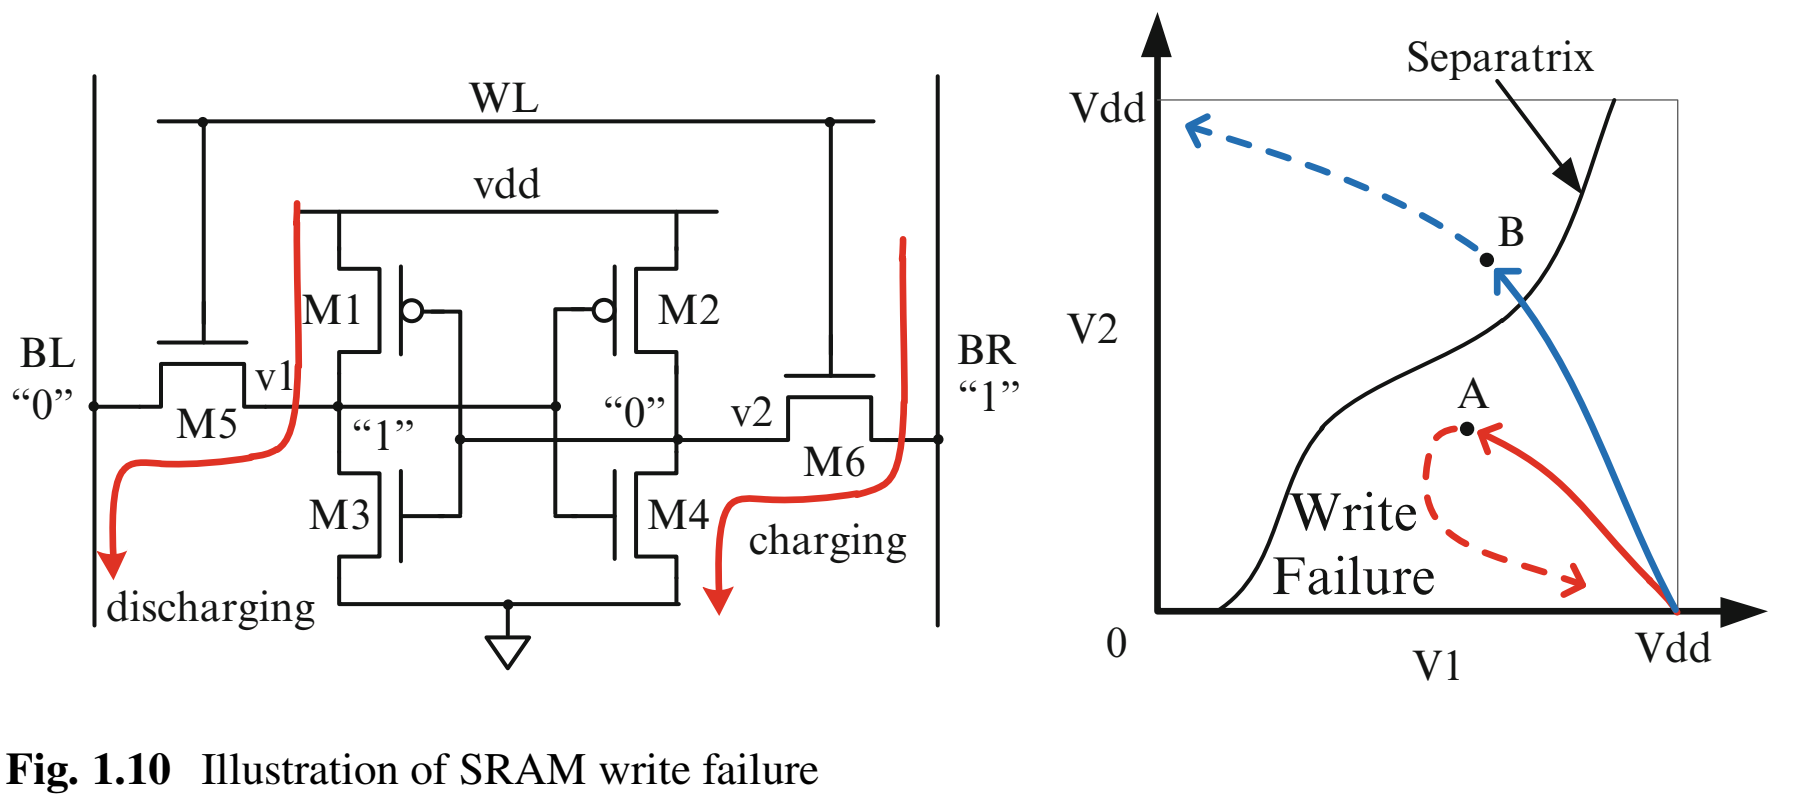 WL
vdd
M1
M2
BL
“0”
v1
M5
“1”
“0”
v2
M6
BR
“1”
M3
M4
discharging
charging
Separatrix
Vdd
B
V2
A
Write
Failure
0
V1
Vdd
Fig. 1.10 Illustration of SRAM write failure